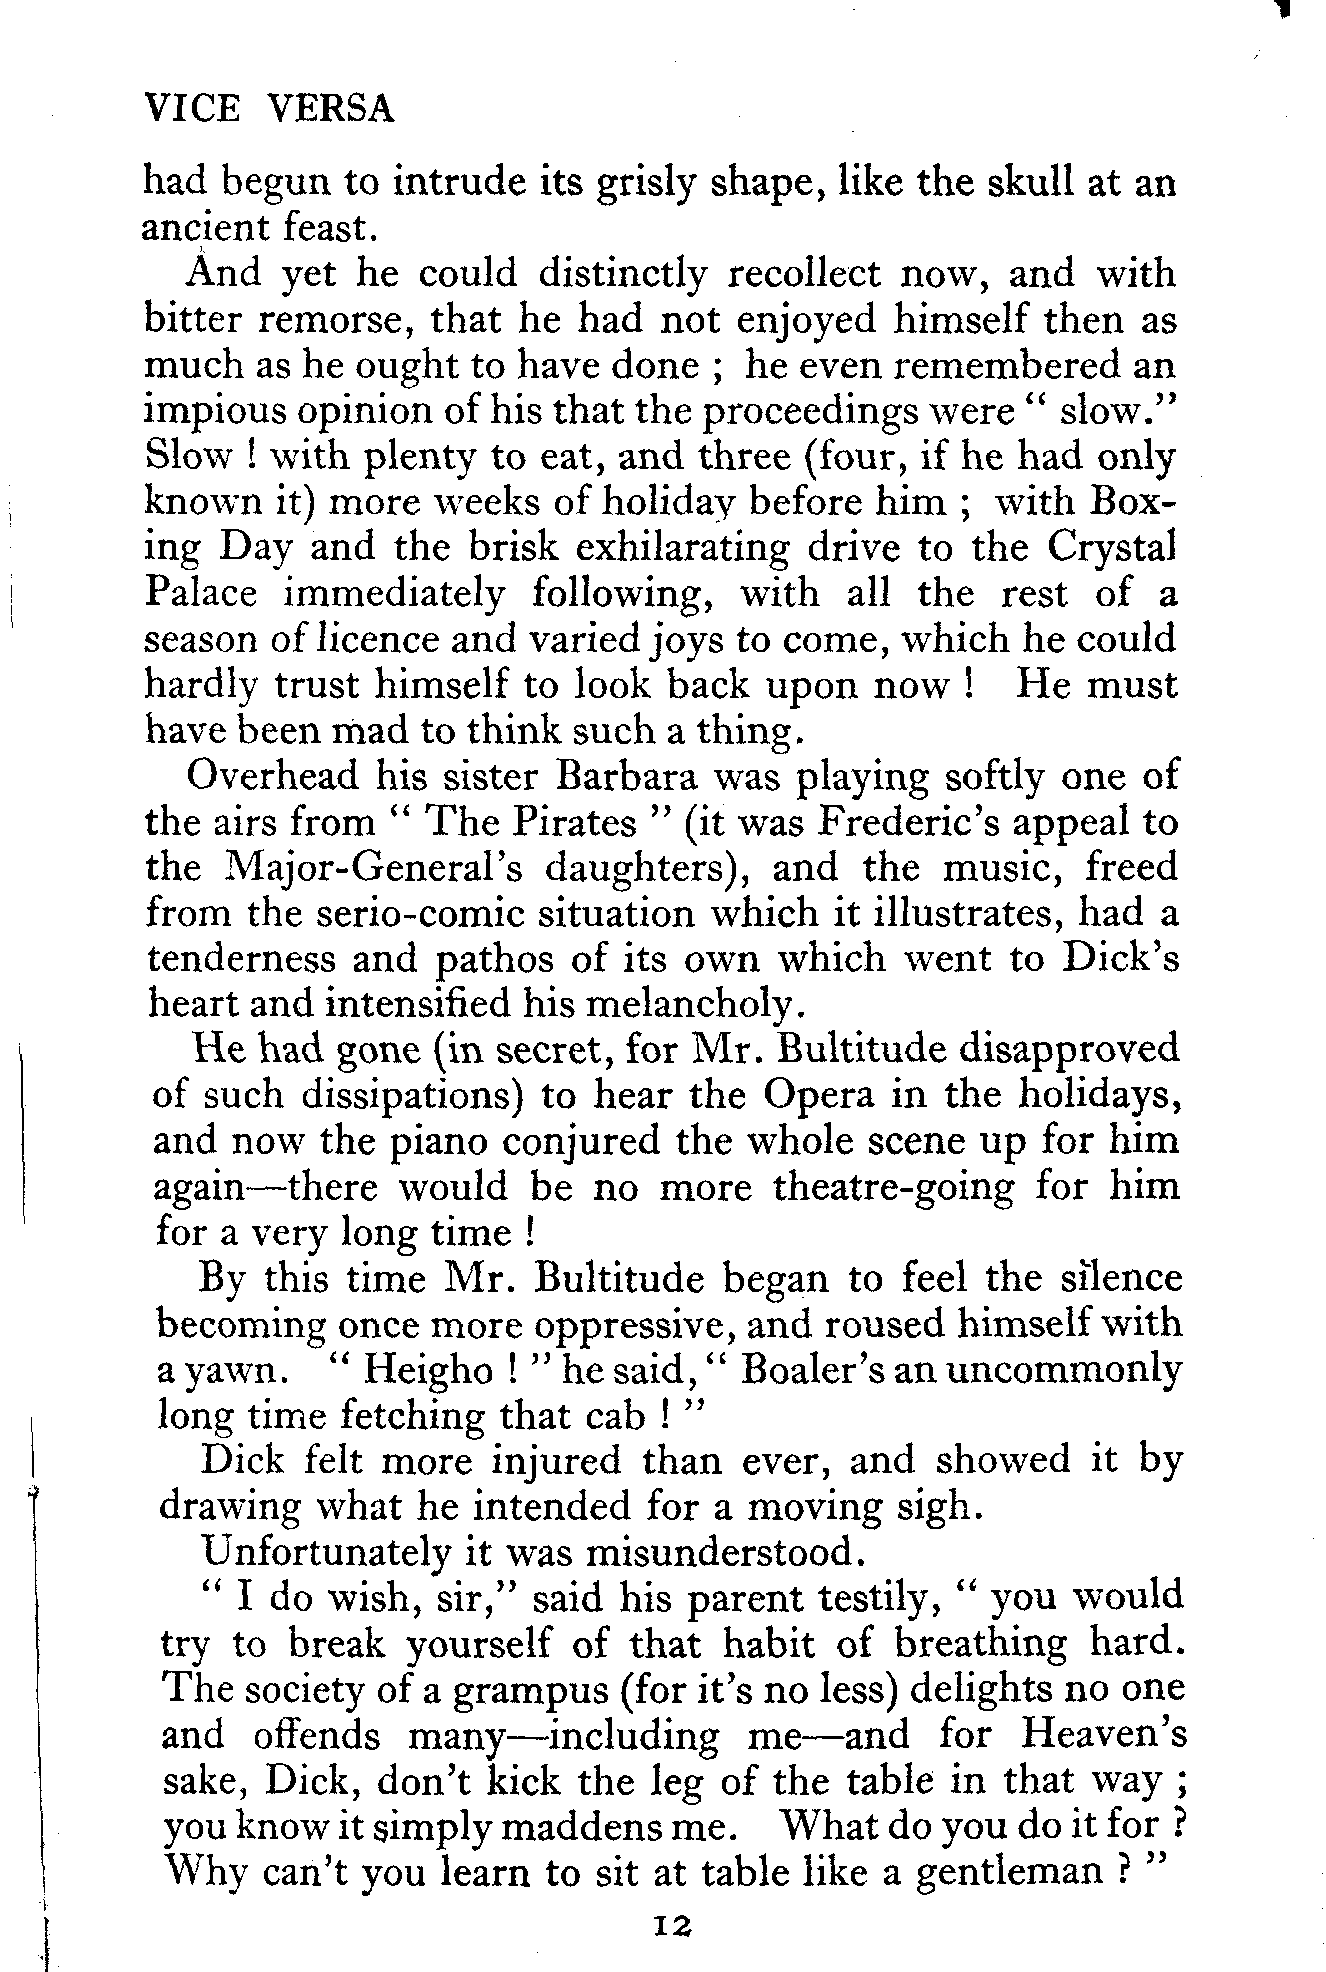 VICE VERSA
had begun to intrude its grisly shape, like the skull at an
ancient feast.
And yet he could distinctly recollect now, and with
bitter remorse, that he had not enjoyed himself then as
much as he ought to have done ; he even remembered an
impious opinion of his that the proceedings were “ slow.”
Slow ! with plenty to eat, and three (four, if he had only
known it) more weeks of holiday before him ; with Box-
ing Day and the brisk exhilarating drive to the Crystal
Palace immediately following, with all the rest of a
season of licence and varied joys to come, which he could
hardly trust himself to look back upon now ! He must
have been mad to think such a thing.
Overhead his sister Barbara was playing softly one of
the airs from “ The Pirates ” (it was Frederic’s appeal to
the Major-General’s daughters), and the music, freed
from the serio-comic situation which it illustrates, had a
tenderness and pathos of its own which went to Dick’s
heart and intensified his melancholy.
He had gone (in secret, for Mr. Bultitude disapproved
of such dissipations) to hear the Opera in the holidays,
and now the piano conjured the whole scene up for him
again—there would be no more theatre-going for him
for a very long time !
By this time Mr. Bultitude began to feel the silence
becoming once more oppressive, and roused himself with
a yawn. “ Heigho ! ” he said, “ Boaler’s an uncommonly
long time fetching that cab ! ”
Dick felt more injured than ever, and showed it by
drawing what he intended for a moving sigh.
Unfortunately it was misunderstood.
“ I do wish, sir,” said his parent testily, “ you would
try to break yourself of that habit of breathing hard.
The society of a grampus (for it’s no less) delights no one
and offends many—including me—and for Heaven’s
sake, Dick, don’t kick the leg of the table in that way ;
you know it simply maddens me. What do you do it for ?
Why can’t you learn to sit at table like a gentleman ? ”
12